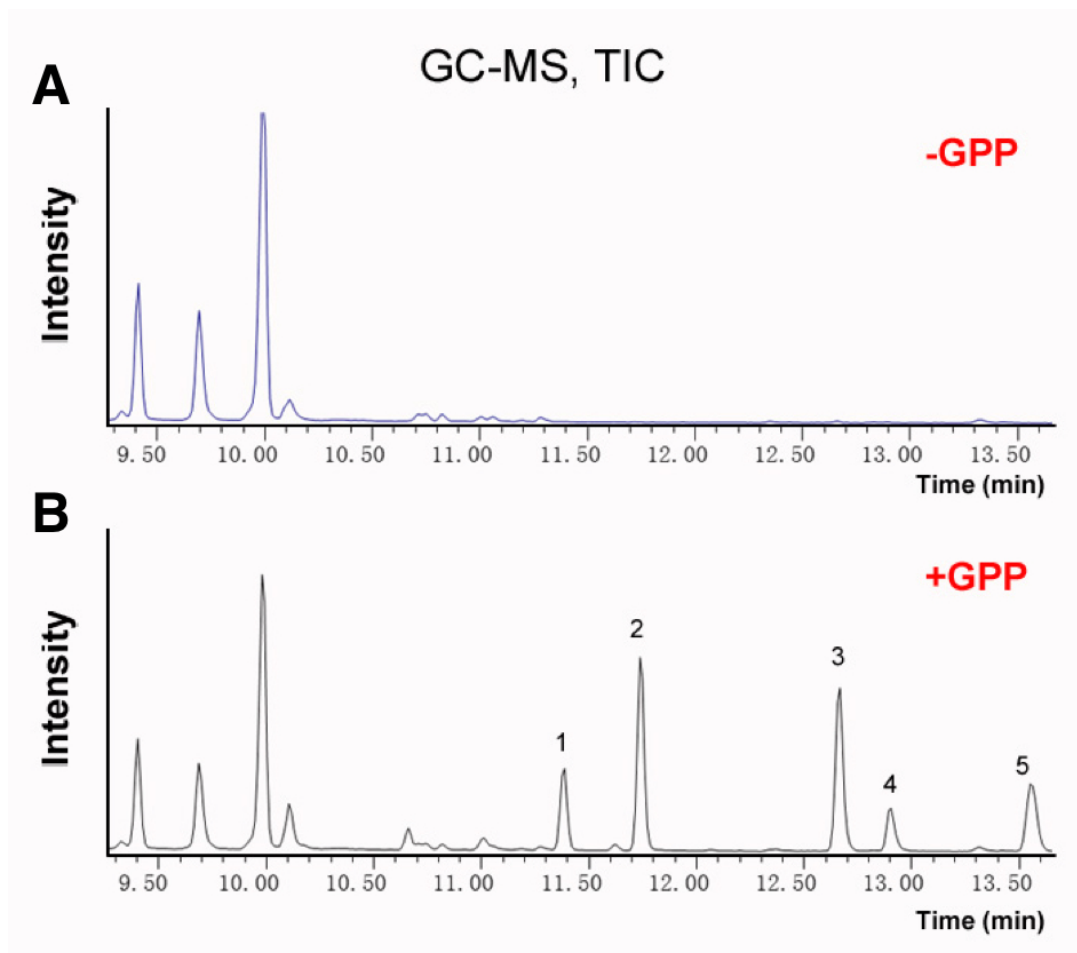 GC-MS, TIC
A
-GPP
Intensity
9.50 10.00 10.50 11.00 11.50 12.00 12.50 13.00 13.50
Time (min)
B
+GPP
Intensity
1 2 3 4 5
9.50 10.00 10.50 11.00 11.50 12.00 12.50 13.00 13.50
Time (min)